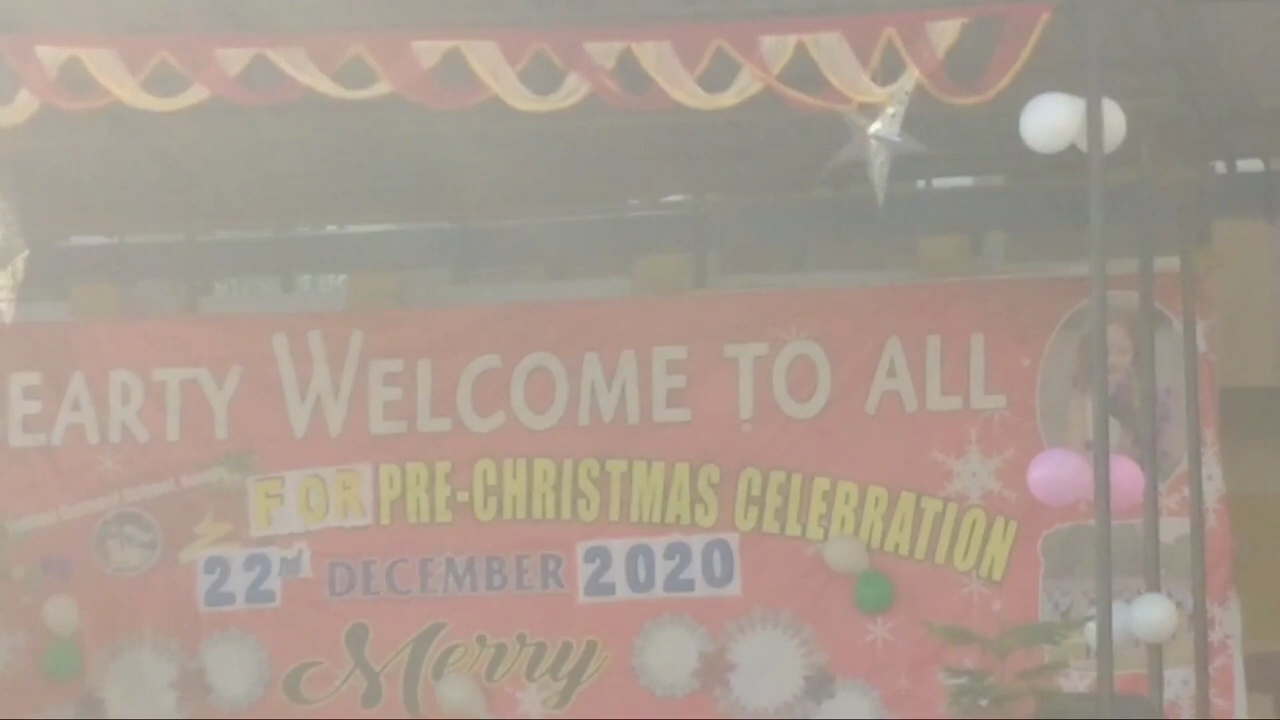 EARTY WELCOME TO ALL
FOR PRE-CHRISTMAS CELEBRATION
22nd DECEMBER 2020
Merry